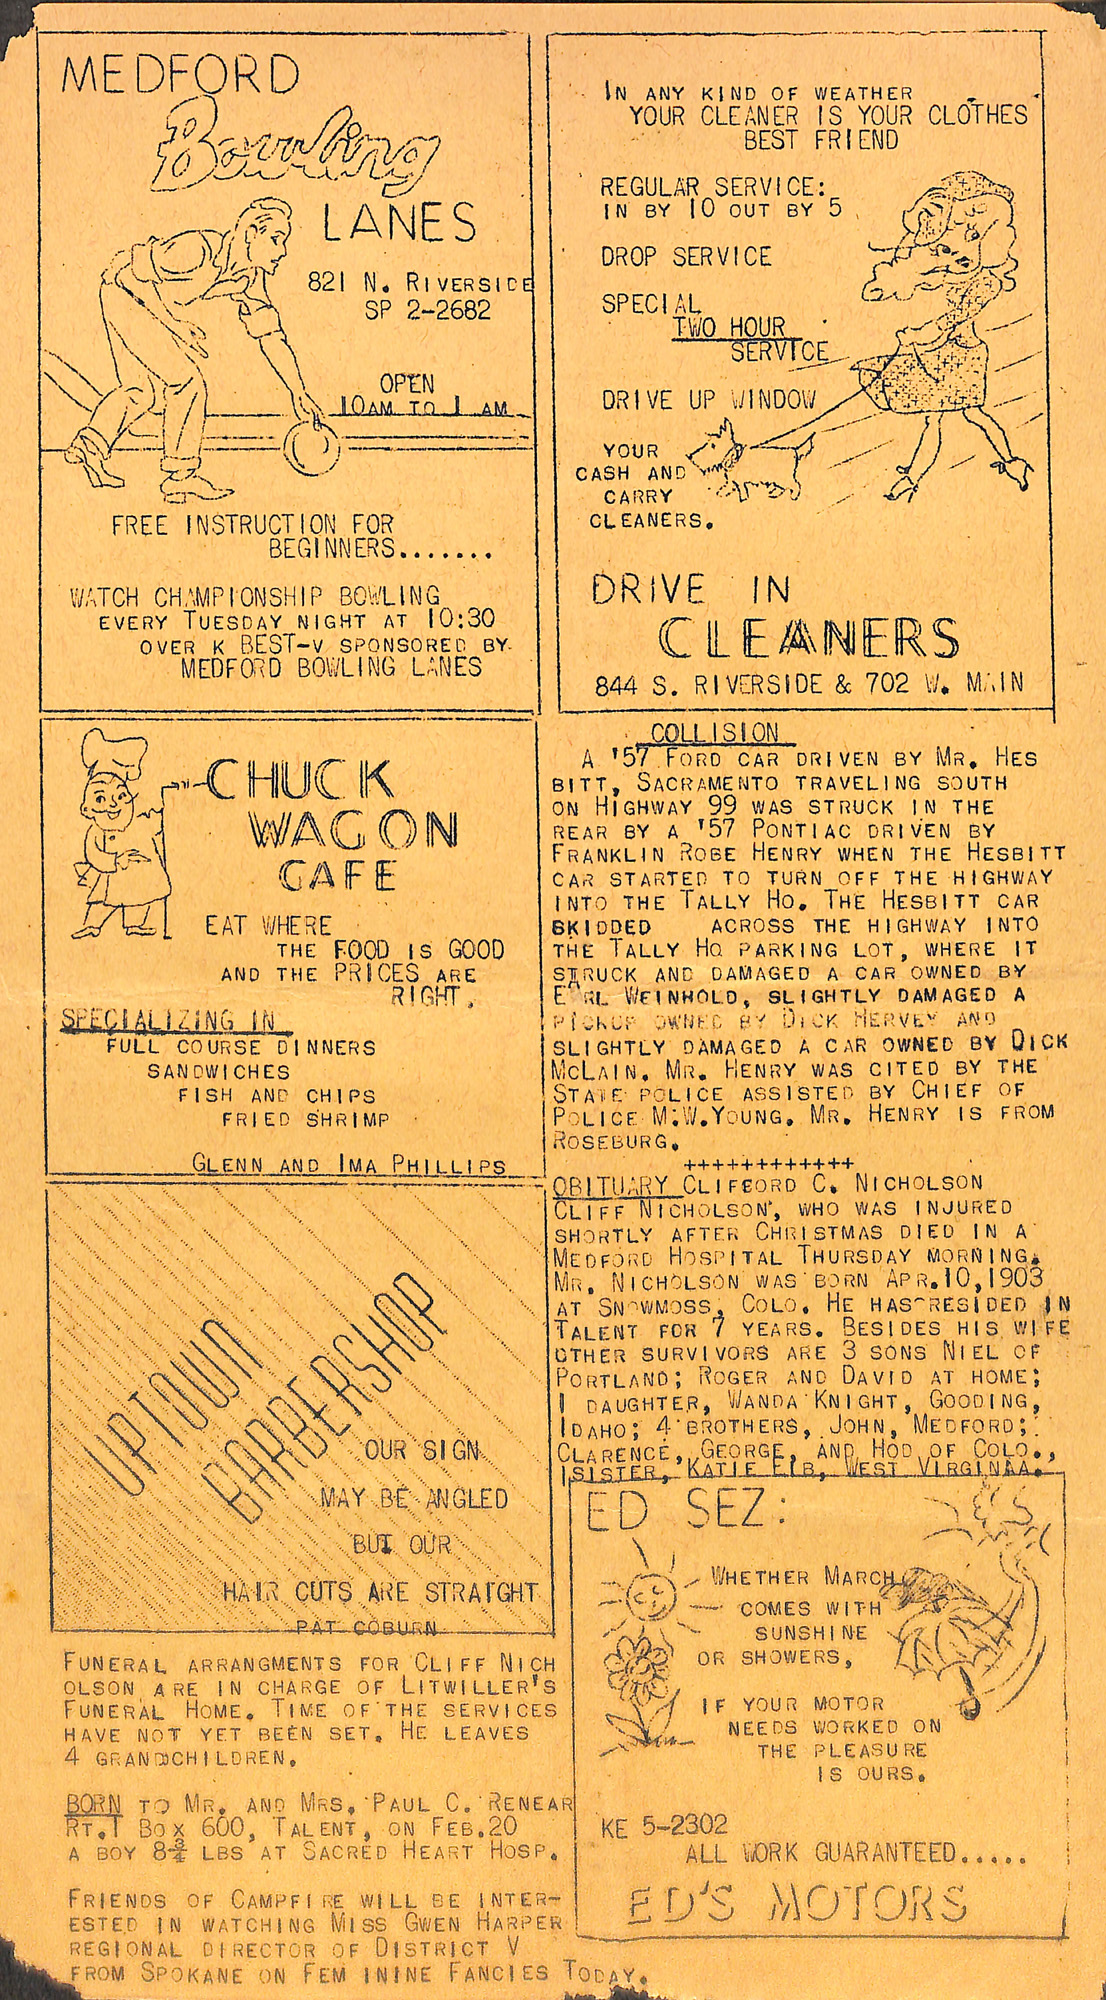 MEDFORD
Bowling
LANES
821 N. RIVERSIDE
SP 2-2682
OPEN
10AM TO 1 AM
FREE INSTRUCTION FOR
BEGINNERS.......
WATCH CHAMPIONSHIP BOWLING
EVERY TUESDAY NIGHT AT 10:30
OVER K BEST-V SPONSORED BY
MEDFORD BOWLING LANES
IN ANY KIND OF WEATHER
YOUR CLEANER IS YOUR CLOTHES
BEST FRIEND
REGULAR SERVICE:
IN BY 10 OUT BY 5
DROP SERVICE
SPECIAL
TWO HOUR
SERVICE
DRIVE UP WINDOW
YOUR
CASH AND
CARRY
CLEANERS.
DRIVE IN
CLEANERS
844 S. RIVERSIDE & 702 W. MAIN
CHUCK
WAGON
CAFE
EAT WHERE
THE FOOD IS GOOD
AND THE PRICES ARE
RIGHT.
SPECIALIZING IN
FULL COURSE DINNERS
SANDWICHES
FISH AND CHIPS
FRIED SHRIMP
GLENN AND IMA PHILLIPS
UPTOWN
BARBERSHOP
OUR SIGN
MAY BE ANGLED
BUT OUR
HAIR CUTS ARE STRAIGHT
PAT COBURN
COLLISION
A '57 FORD CAR DRIVEN BY MR. HES
BITT, SACRAMENTO TRAVELING SOUTH
ON HIGHWAY 99 WAS STRUCK IN THE
REAR BY A '57 PONTIAC DRIVEN BY
FRANKLIN ROBE HENRY WHEN THE HESBITT
CAR STARTED TO TURN OFF THE HIGHWAY
INTO THE TALLY HO. THE HESBITT CAR
SKIDDED ACROSS THE HIGHWAY INTO
THE TALLY HO PARKING LOT, WHERE IT
STRUCK AND DAMAGED A CAR OWNED BY
EARL WEINHOLD, SLIGHTLY DAMAGED A
PICKUP OWNED BY DICK HERVEY AND
SLIGHTLY DAMAGED A CAR OWNED BY DICK
MCLAIN. MR. HENRY WAS CITED BY THE
STATE POLICE ASSISTED BY CHIEF OF
POLICE M.W.YOUNG. MR. HENRY IS FROM
ROSEBURG.
++++++++++++
OBITUARY CLIFFORD C. NICHOLSON
CLIFF NICHOLSON, WHO WAS INJURED
SHORTLY AFTER CHRISTMAS DIED IN A
MEDFORD HOSPITAL THURSDAY MORNING.
MR. NICHOLSON WAS BORN APR.10,1903
AT SNOWMOSS, COLO. HE HAS RESIDED IN
TALENT FOR 7 YEARS. BESIDES HIS WIFE
OTHER SURVIVORS ARE 3 SONS NIEL OF
PORTLAND; ROGER AND DAVID AT HOME;
1 DAUGHTER, WANDA KNIGHT, GOODING,
IDAHO; 4 BROTHERS, JOHN, MEDFORD;
CLARENCE, GEORGE, AND HOD OF COLO.,
1SISTER, KATIE EIB, WEST VIRGINAA.
FUNERAL ARRANGMENTS FOR CLIFF NICH
OLSON ARE IN CHARGE OF LITWILLER'S
FUNERAL HOME. TIME OF THE SERVICES
HAVE NOT YET BEEN SET. HE LEAVES
4 GRANDCHILDREN.
BORN TO MR. AND MRS. PAUL C. RENEAR
RT.1 BOX 600, TALENT, ON FEB.20
A BOY 8¾ LBS AT SACRED HEART HOSP.
FRIENDS OF CAMPFIRE WILL BE INTER-
ESTED IN WATCHING MISS GWEN HARPER
REGIONAL DIRECTOR OF DISTRICT V
FROM SPOKANE ON FEM ININE FANCIES TODAY.
ED SEZ:
WHETHER MARCH
COMES WITH
SUNSHINE
OR SHOWERS,
IF YOUR MOTOR
NEEDS WORKED ON
THE PLEASURE
IS OURS.
KE 5-2302
ALL WORK GUARANTEED.....
ED'S MOTORS